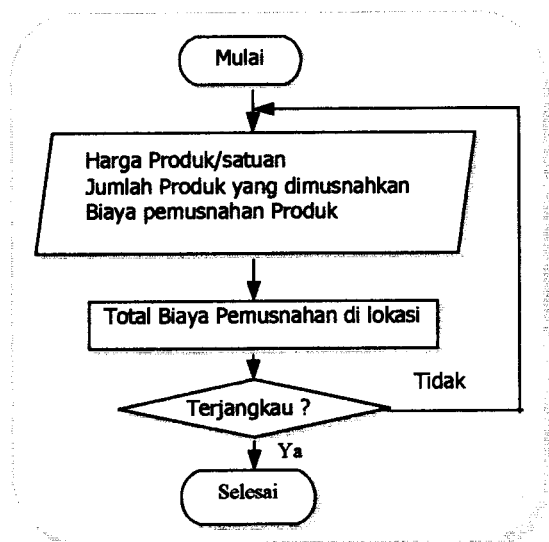 Mulai
Harga Produk/satuan
Jumlah Produk yang dimusnahkan
Biaya pemusnahan Produk
Total Biaya Pemusnahan di lokasi
Tidak
Terjangkau ?
Ya
Selesai